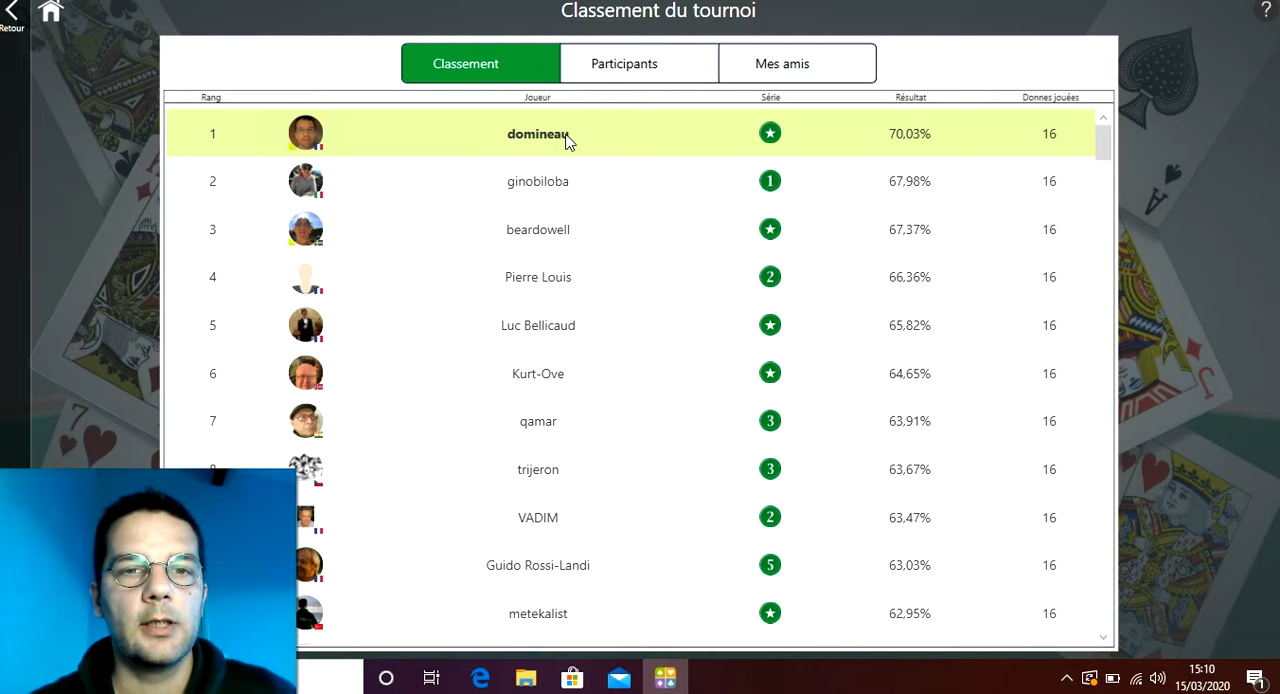 Classement du tournoi
?
Retour
Classement Participants Mes amis
Rang Joueur Série Résultat Donnes jouées
1 domineau 70,03% 16
2 ginobiloba 1 67,98% 16
3 beardowell 67,37% 16
4 Pierre Louis 2 66,36% 16
5 Luc Bellicaud 65,82% 16
6 Kurt-Ove 64,65% 16
7 qamar 3 63,91% 16
trijeron 3 63,67% 16
VADIM 2 63,47% 16
Guido Rossi-Landi 5 63,03% 16
metekalist 62,95% 16
15:10
15/03/2020
1
A
J
7